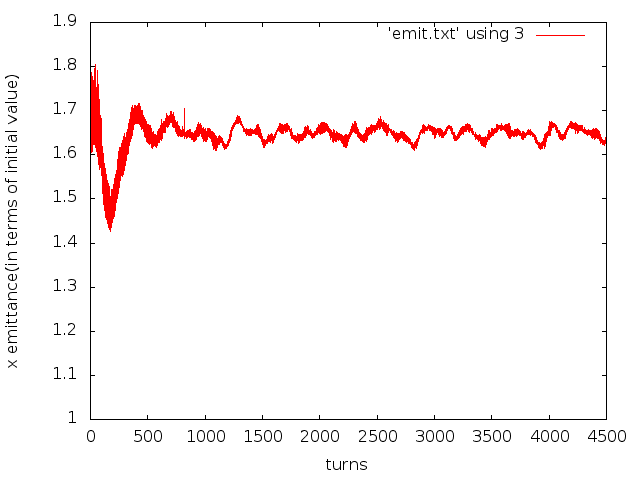 'emit.txt' using 3
x emittance(in terms of initial value)
1.9
1.8
1.7
1.6
1.5
1.4
1.3
1.2
1.1
1
0 500 1000 1500 2000 2500 3000 3500 4000 4500
turns